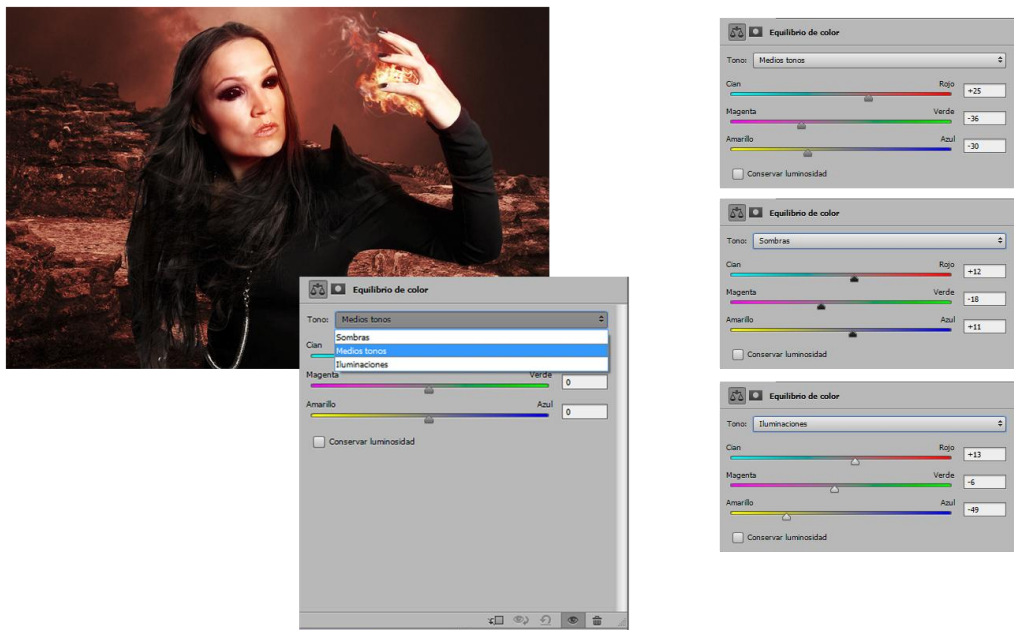 Equilibrio de color
Tono: Medios tonos
Cian Rojo +25
Magenta Verde -36
Amarillo Azul -30
Conservar luminosidad
Equilibrio de color
Tono: Sombras
Cian Rojo +12
Magenta Verde -18
Amarillo Azul +11
Conservar luminosidad
Equilibrio de color
Tono: Iluminaciones
Cian Rojo +13
Magenta Verde -6
Amarillo Azul -49
Conservar luminosidad
Equilibrio de color
Tono: Medios tonos
Sombras
Cian
Medios tonos
Iluminaciones
Magenta Verde 0
Amarillo Azul 0
Conservar luminosidad